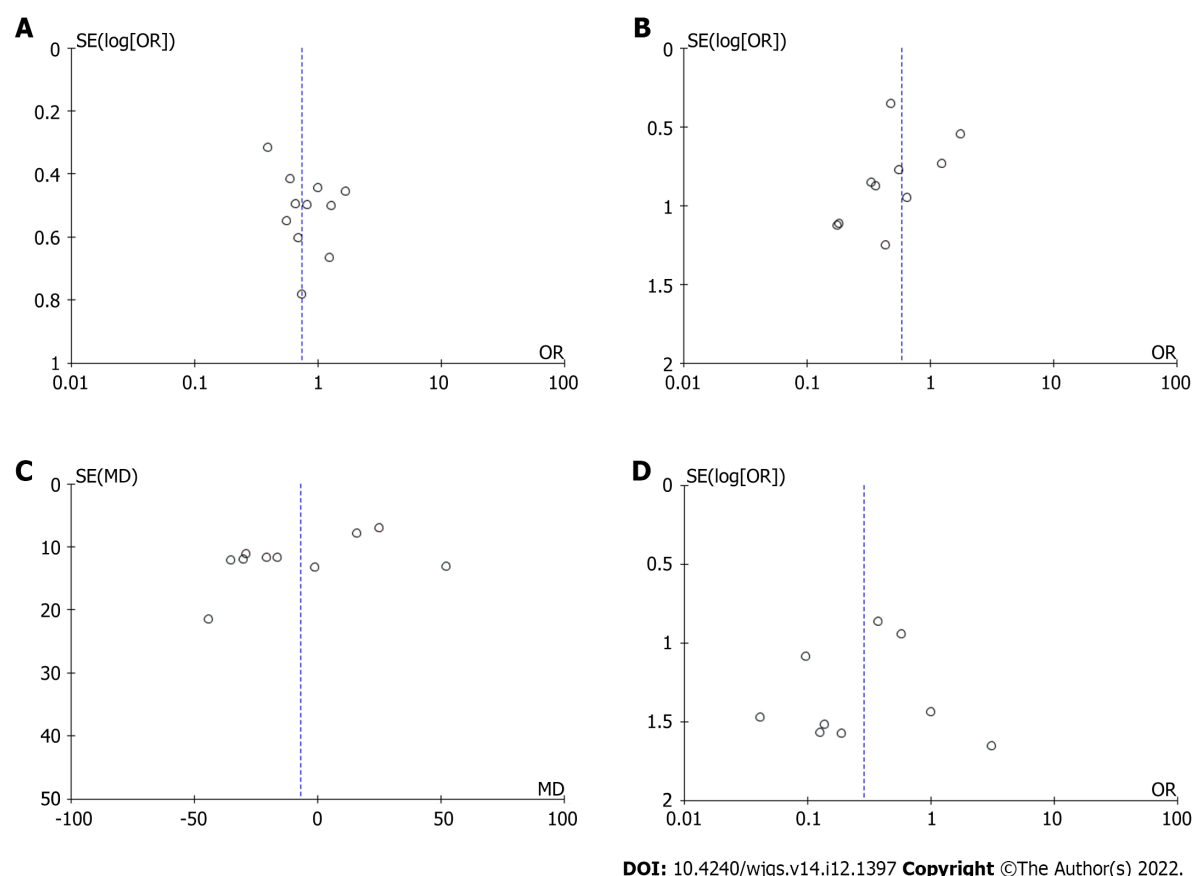 A
SE(log[OR])
0
0.2
0.4
0.6
0.8
1
OR
0.01 0.1 1 10 100
B
SE(log[OR])
0
0.5
1
1.5
2
OR
0.01 0.1 1 10 100
C
SE(MD)
0
10
20
30
40
50
MD
-100 -50 0 50 100
D
SE(log[OR])
0
0.5
1
1.5
2
OR
0.01 0.1 1 10 100
DOI: 10.4240/wjgs.v14.i12.1397 Copyright ©The Author(s) 2022.